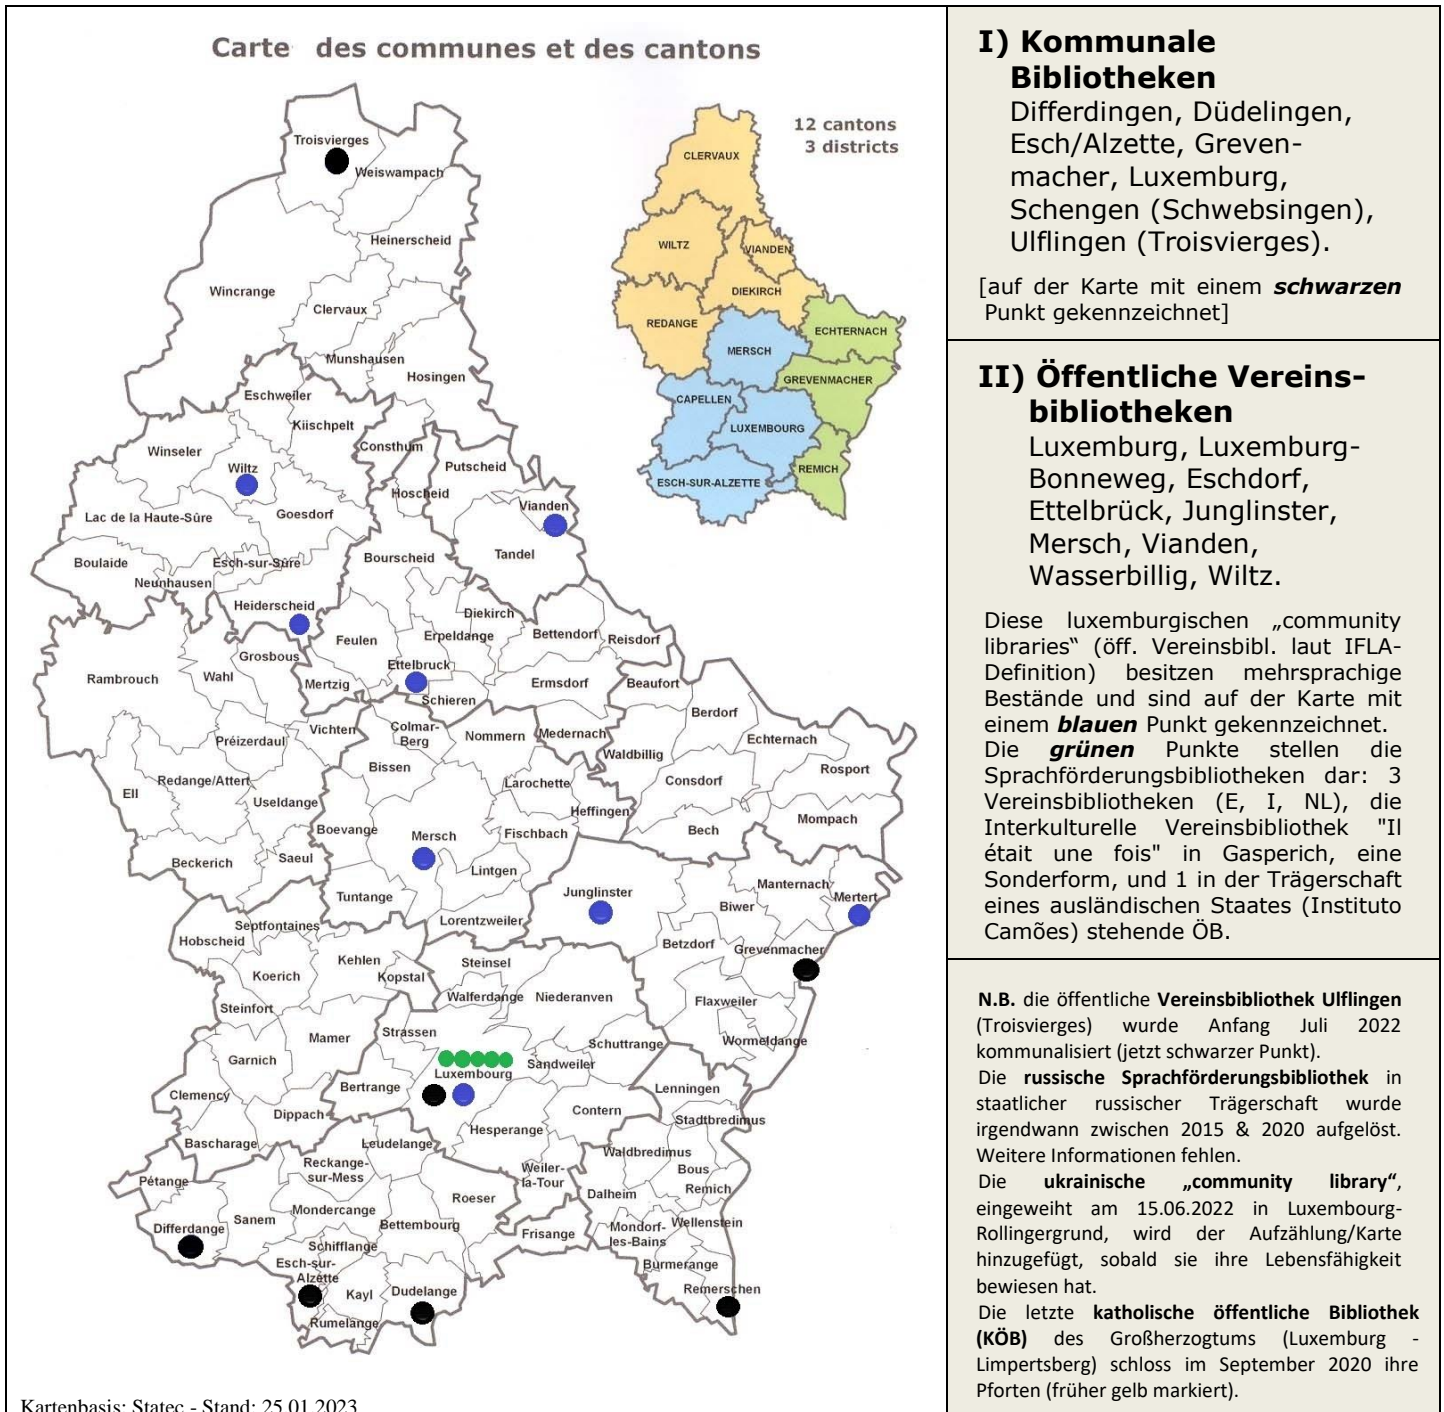 Carte des communes et des cantons
Troisvierges
Weiswampach
Heinerscheid
Wincrange
Clervaux
Munshausen
Hosingen
Eschweiler
Kiischpelt
Consthum
Winseler
Wiltz
Putscheid
Hoscheid
Vianden
Lac de la Haute-Sûre
Goesdorf
Tandel
Boulaide
Esch-sur-Sûre
Bourscheid
Neunhausen
Heiderscheid
Diekirch
Feulen
Erpeldange
Bettendorf
Reisdorf
Grosbous
Ettelbruck
Rambrouch
Wahl
Mertzig
Schieren
Ermsdorf
Beaufort
Berdorf
Vichten
Colmar-
Berg
Nommern
Medernach
Echternach
Préizerdaul
Waldbillig
Bissen
Rosport
Redange/Attert
Larochette
Consdorf
Ell
Useldange
Heffingen
Mompach
Boevange
Mersch
Fischbach
Bech
Beckerich
Saeul
Lintgen
Manternach
Tuntange
Junglinster
Mertert
Biwer
Lorentzweiler
Septfontaines
Hobscheid
Betzdorf
Grevenmacher
Kehlen
Steinsel
Koerich
Kopstal
Walferdange
Niederanven
Flaxweiler
Steinfort
Strassen
Mamer
Schuttrange
Wormeldange
Garnich
Sandweiler
Luxembourg
Bertrange
Lenningen
Clemency
Dippach
Contern
Stadtbredimus
Hesperange
Bascharage
Leudelange
Waldbredimus
Reckange-
sur-Mess
Weiler-
la-Tour
Bous
Pétange
Dalheim
Remich
Roeser
Mondercange
Sanem
Bettembourg
Differdange
Mondorf-
les-Bains
Wellenstein
Frisange
Schifflange
Esch-sur-
Alzette
Burmerange
Kayl
Dudelange
Remerschen
Rumelange
12 cantons
3 districts
CLERVAUX
WILTZ
VIANDEN
DIEKIRCH
REDANGE
ECHTERNACH
MERSCH
GREVENMACHER
CAPELLEN
LUXEMBOURG
REMICH
ESCH-SUR-ALZETTE
Kartenbasis: Statec - Stand: 25.01.2023
I) Kommunale
Bibliotheken
Differdingen, Düdelingen,
Esch/Alzette, Greven-
macher, Luxemburg,
Schengen (Schwebsingen),
Ulflingen (Troisvierges).
[auf der Karte mit einem schwarzen
Punkt gekennzeichnet]
II) Öffentliche Vereins-
bibliotheken
Luxemburg, Luxemburg-
Bonneweg, Eschdorf,
Ettelbrück, Junglinster,
Mersch, Vianden,
Wasserbillig, Wiltz.
Diese luxemburgischen „community
libraries“ (öff. Vereinsbibl. laut IFLA-
Definition) besitzen mehrsprachige
Bestände und sind auf der Karte mit
einem blauen Punkt gekennzeichnet.
Die grünen Punkte stellen die
Sprachförderungsbibliotheken dar: 3
Vereinsbibliotheken (E, I, NL), die
Interkulturelle Vereinsbibliothek "Il
était une fois" in Gasperich, eine
Sonderform, und 1 in der Trägerschaft
eines ausländischen Staates (Instituto
Camões) stehende ÖB.
N.B. die öffentliche Vereinsbibliothek Ulflingen
(Troisvierges) wurde Anfang Juli 2022
kommunalisiert (jetzt schwarzer Punkt).
Die russische Sprachförderungsbibliothek in
staatlicher russischer Trägerschaft wurde
irgendwann zwischen 2015 & 2020 aufgelöst.
Weitere Informationen fehlen.
Die ukrainische „community library“,
eingeweiht am 15.06.2022 in Luxembourg-
Rollingergrund, wird der Aufzählung/Karte
hinzugefügt, sobald sie ihre Lebensfähigkeit
bewiesen hat.
Die letzte katholische öffentliche Bibliothek
(KÖB) des Großherzogtums (Luxemburg -
Limpertsberg) schloss im September 2020 ihre
Pforten (früher gelb markiert).